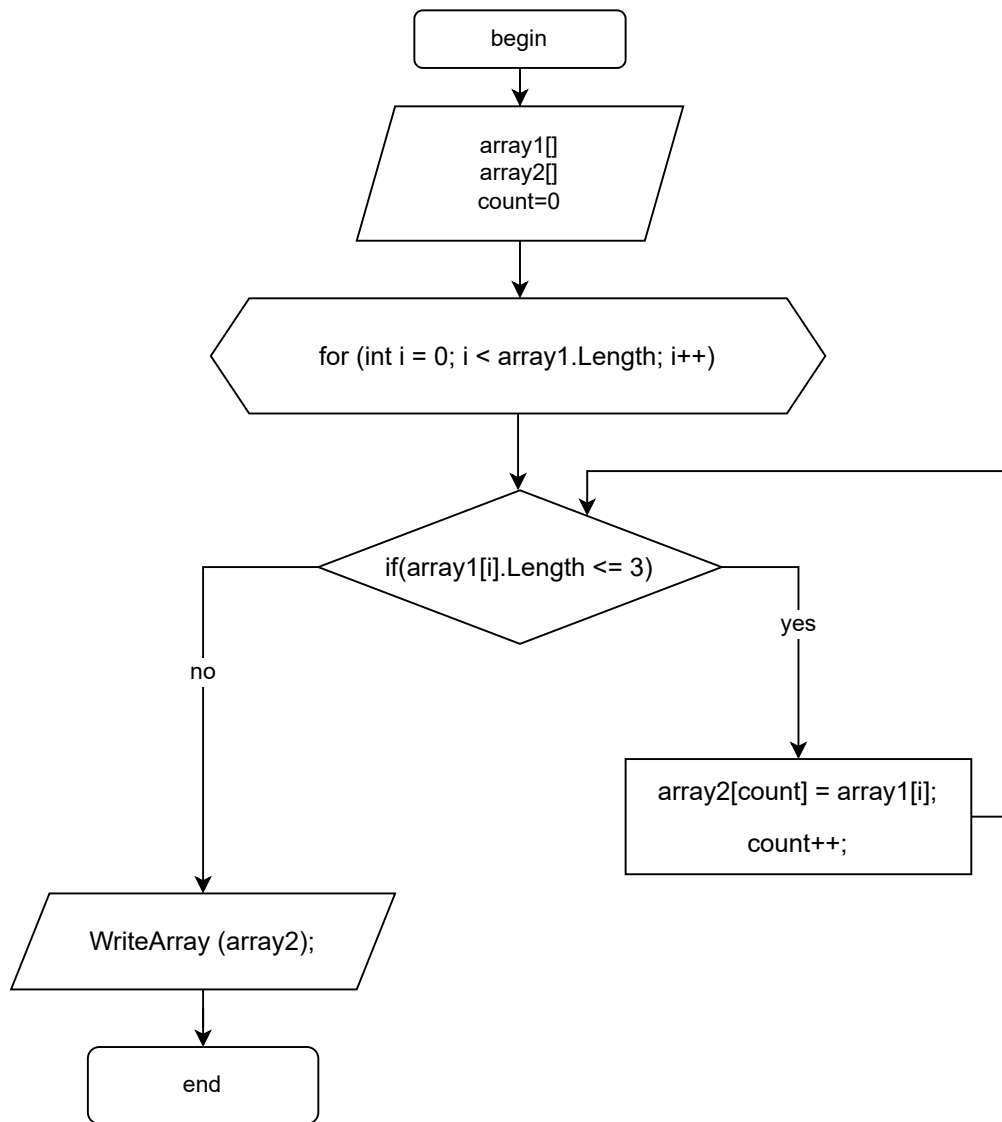 begin
array1[]
array2[]
count=0
for (int i = 0; i < array1.Length; i++)
if(array1[i].Length <= 3)
yes
no
array2[count] = array1[i];
count++;
WriteArray (array2);
end